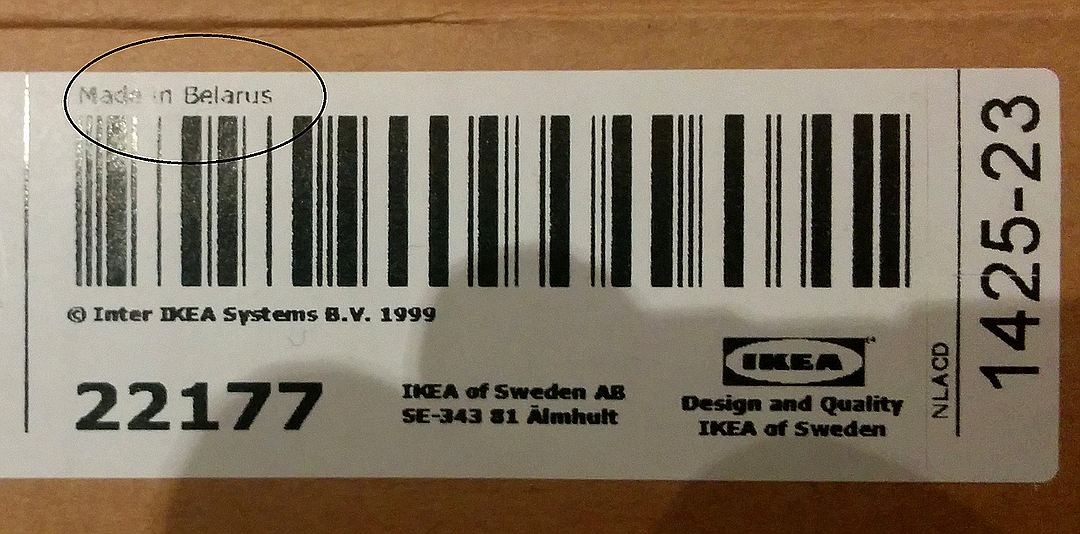 Made in Belarus
© Inter IKEA Systems B.V. 1999
22177
IKEA of Sweden AB
SE-343 81 Älmhult
IKEA
Design and Quality
IKEA of Sweden
NLACD
1425-23